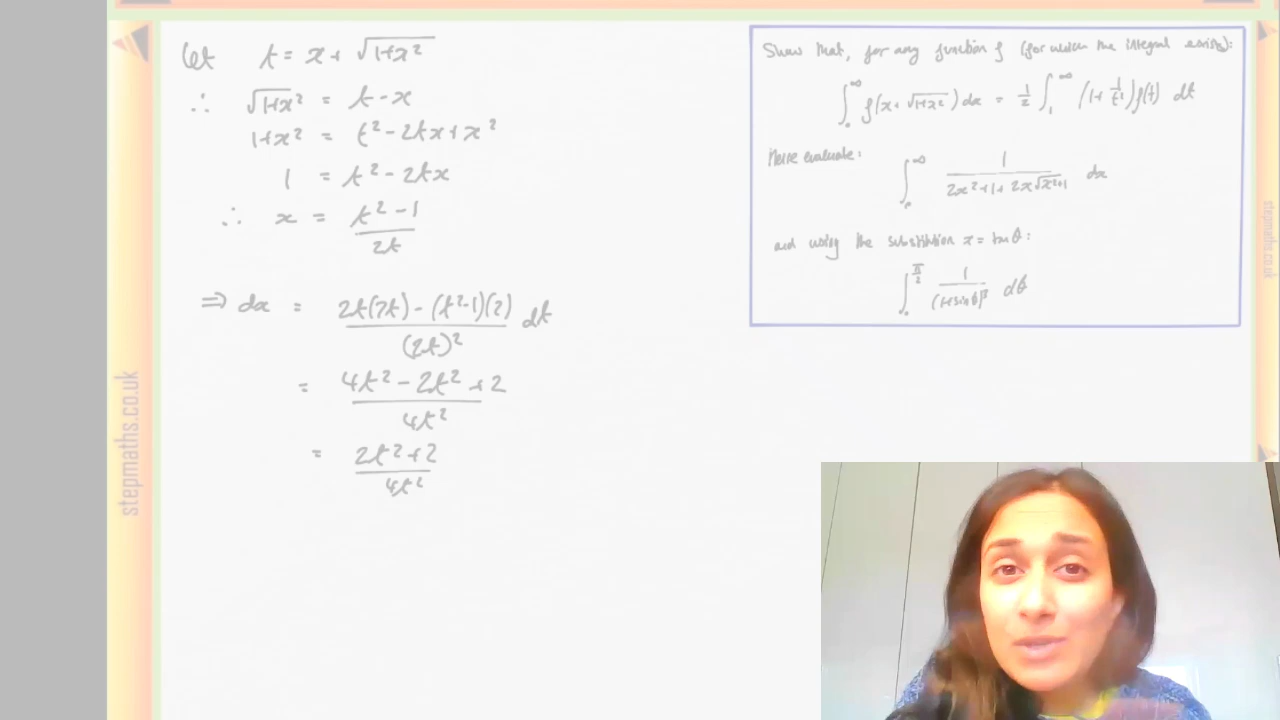 Let t = x + √(1+x²)
∴ √(1+x²) = t - x
1+x² = t² - 2tx + x²
1 = t² - 2tx
∴ x = (t² - 1)/(2t)
⇒ dx = (2t(2t) - (t²-1)(2))/(2t)² dt
= (4t² - 2t² + 2)/(4t²)
= (2t² + 2)/(4t²)
Show that, for any function f (for which the integral exists):
∫₀^∞ f(x + √(1+x²)) dx = ½ ∫₁^∞ (1 + 1/t²) f(t) dt
Hence evaluate:
∫₀^∞ 1/(2x² + 1 + 2x√(x²+1)) dx
and using the substitution x = tanθ:
∫₀^(π/2) 1/(1+sinθ)³ dθ
stepmaths.co.uk
stepmaths.co.uk